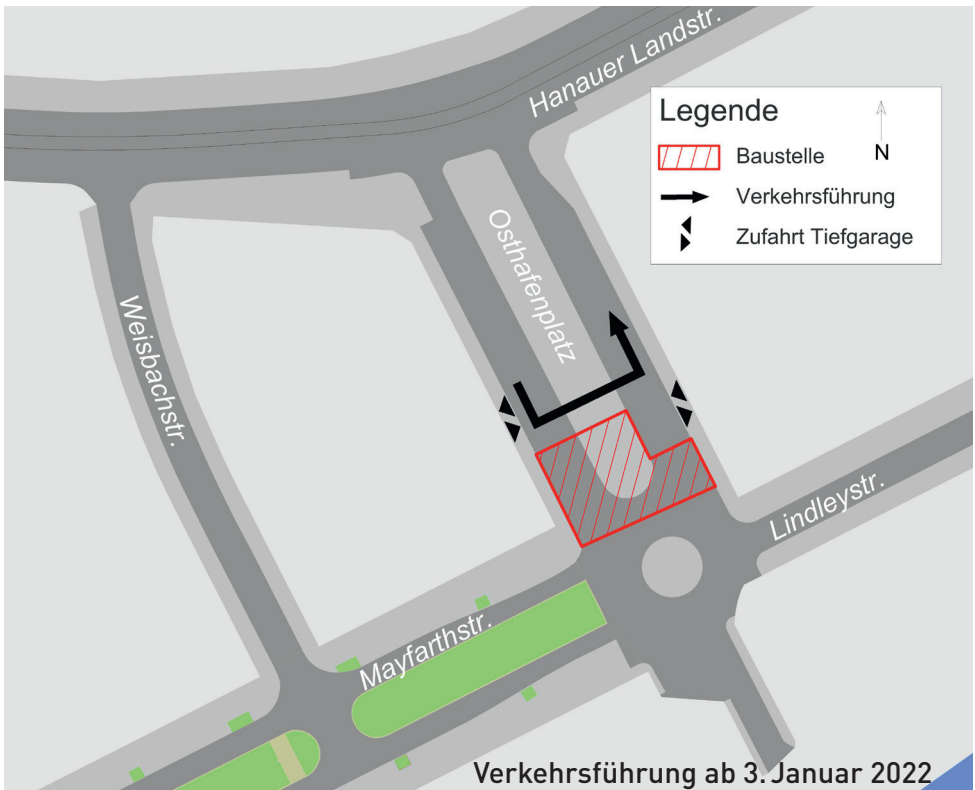 Hanauer Landstr.
Legende
N
Baustelle
Verkehrsführung
Zufahrt Tiefgarage
Osthafenplatz
Weisbachstr.
Lindleystr.
Mayfarthstr.
Verkehrsführung ab 3. Januar 2022